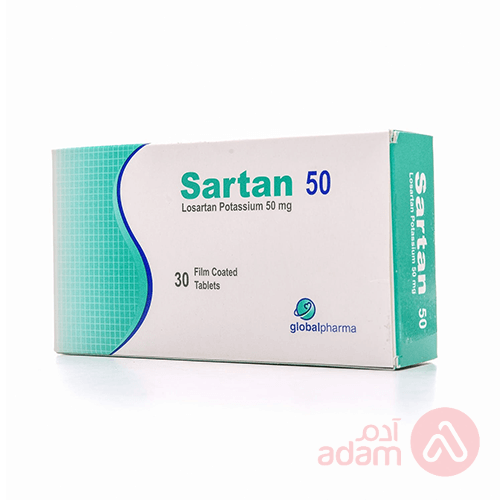 Sartan 50
Losartan Potassium 50 mg
30 Film Coated
Tablets
globalpharma
Sartan 50
Losartan Potassium 50 mg
آدم
adam